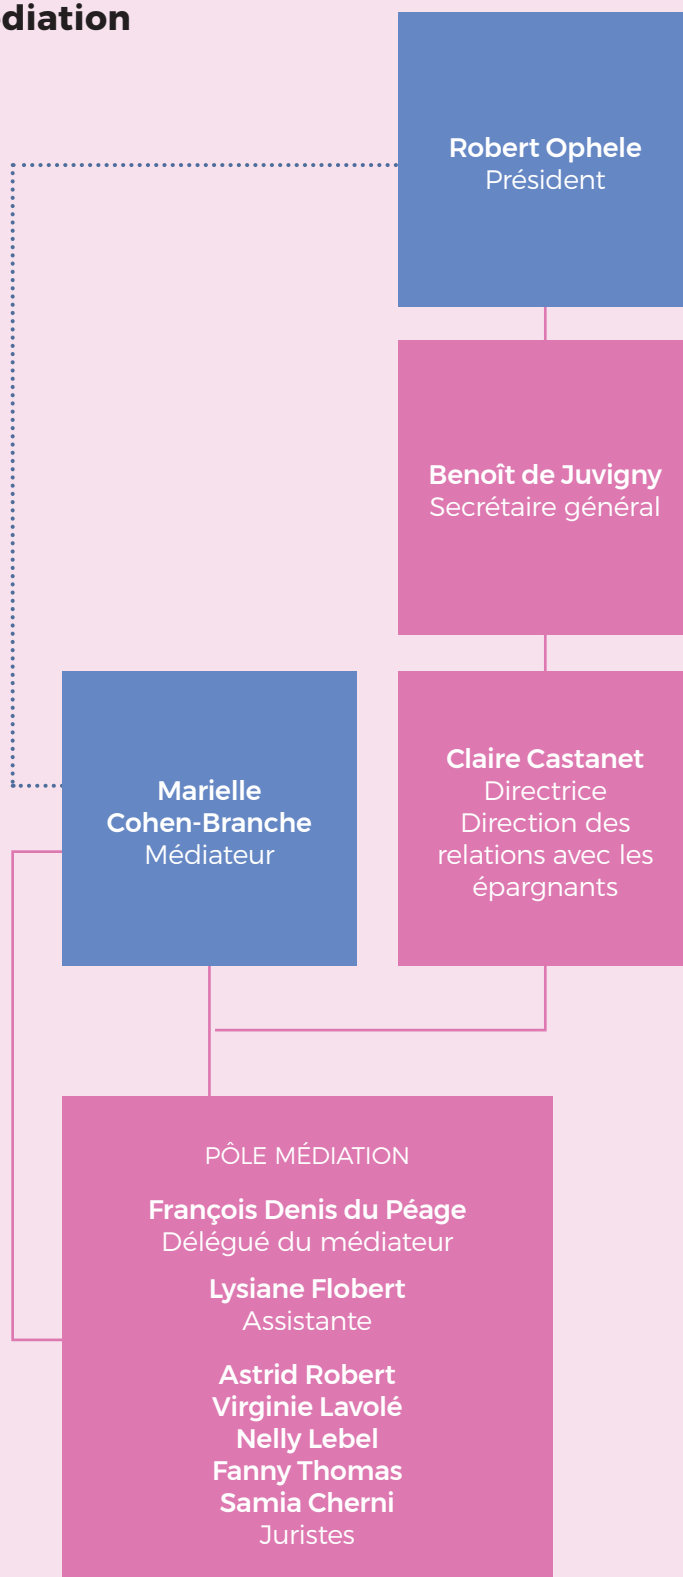 diation
Robert Ophele
Président
Benoît de Juvigny
Secrétaire général
Marielle
Cohen-Branche
Médiateur
Claire Castanet
Directrice
Direction des
relations avec les
épargnants
PÔLE MÉDIATION
François Denis du Péage
Délégué du médiateur
Lysiane Flobert
Assistante
Astrid Robert
Virginie Lavolé
Nelly Lebel
Fanny Thomas
Samia Cherni
Juristes